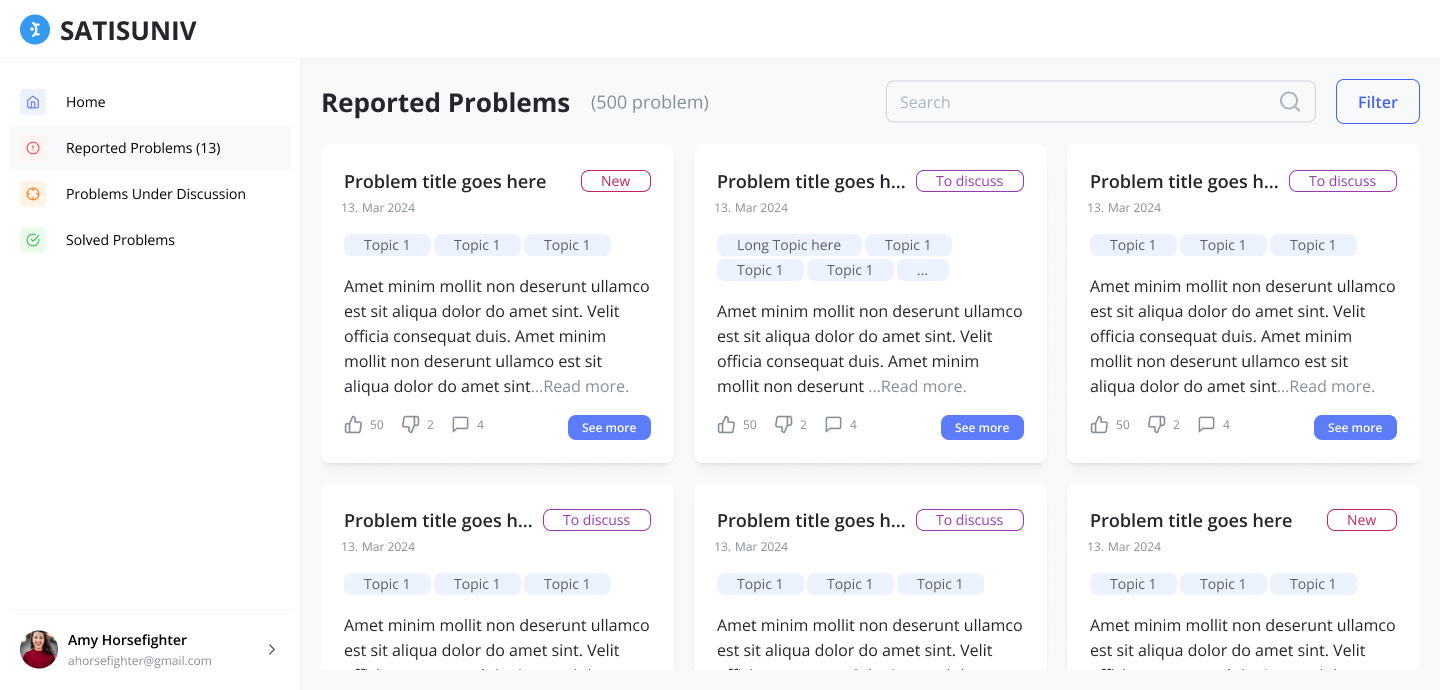 SATISUNIV
Home
Reported Problems (13)
Problems Under Discussion
Solved Problems
Amy Horsefighter
ahorsefighter@gmail.com
Reported Problems (500 problem)
Search
Filter
Problem title goes here New
13. Mar 2024
Topic 1 Topic 1 Topic 1
Amet minim mollit non deserunt ullamco
est sit aliqua dolor do amet sint. Velit
officia consequat duis. Amet minim
mollit non deserunt ullamco est sit
aliqua dolor do amet sint...Read more.
50 2 4 See more
Problem title goes h... To discuss
13. Mar 2024
Long Topic here Topic 1
Topic 1 Topic 1 ...
Amet minim mollit non deserunt ullamco
est sit aliqua dolor do amet sint. Velit
officia consequat duis. Amet minim
mollit non deserunt ...Read more.
50 2 4 See more
Problem title goes h... To discuss
13. Mar 2024
Topic 1 Topic 1 Topic 1
Amet minim mollit non deserunt ullamco
est sit aliqua dolor do amet sint. Velit
officia consequat duis. Amet minim
mollit non deserunt ullamco est sit
aliqua dolor do amet sint...Read more.
50 2 4 See more
Problem title goes h... To discuss
13. Mar 2024
Topic 1 Topic 1 Topic 1
Amet minim mollit non deserunt ullamco
est sit aliqua dolor do amet sint. Velit
Problem title goes h... To discuss
13. Mar 2024
Topic 1 Topic 1 Topic 1
Amet minim mollit non deserunt ullamco
est sit aliqua dolor do amet sint. Velit
Problem title goes here New
13. Mar 2024
Topic 1 Topic 1 Topic 1
Amet minim mollit non deserunt ullamco
est sit aliqua dolor do amet sint. Velit